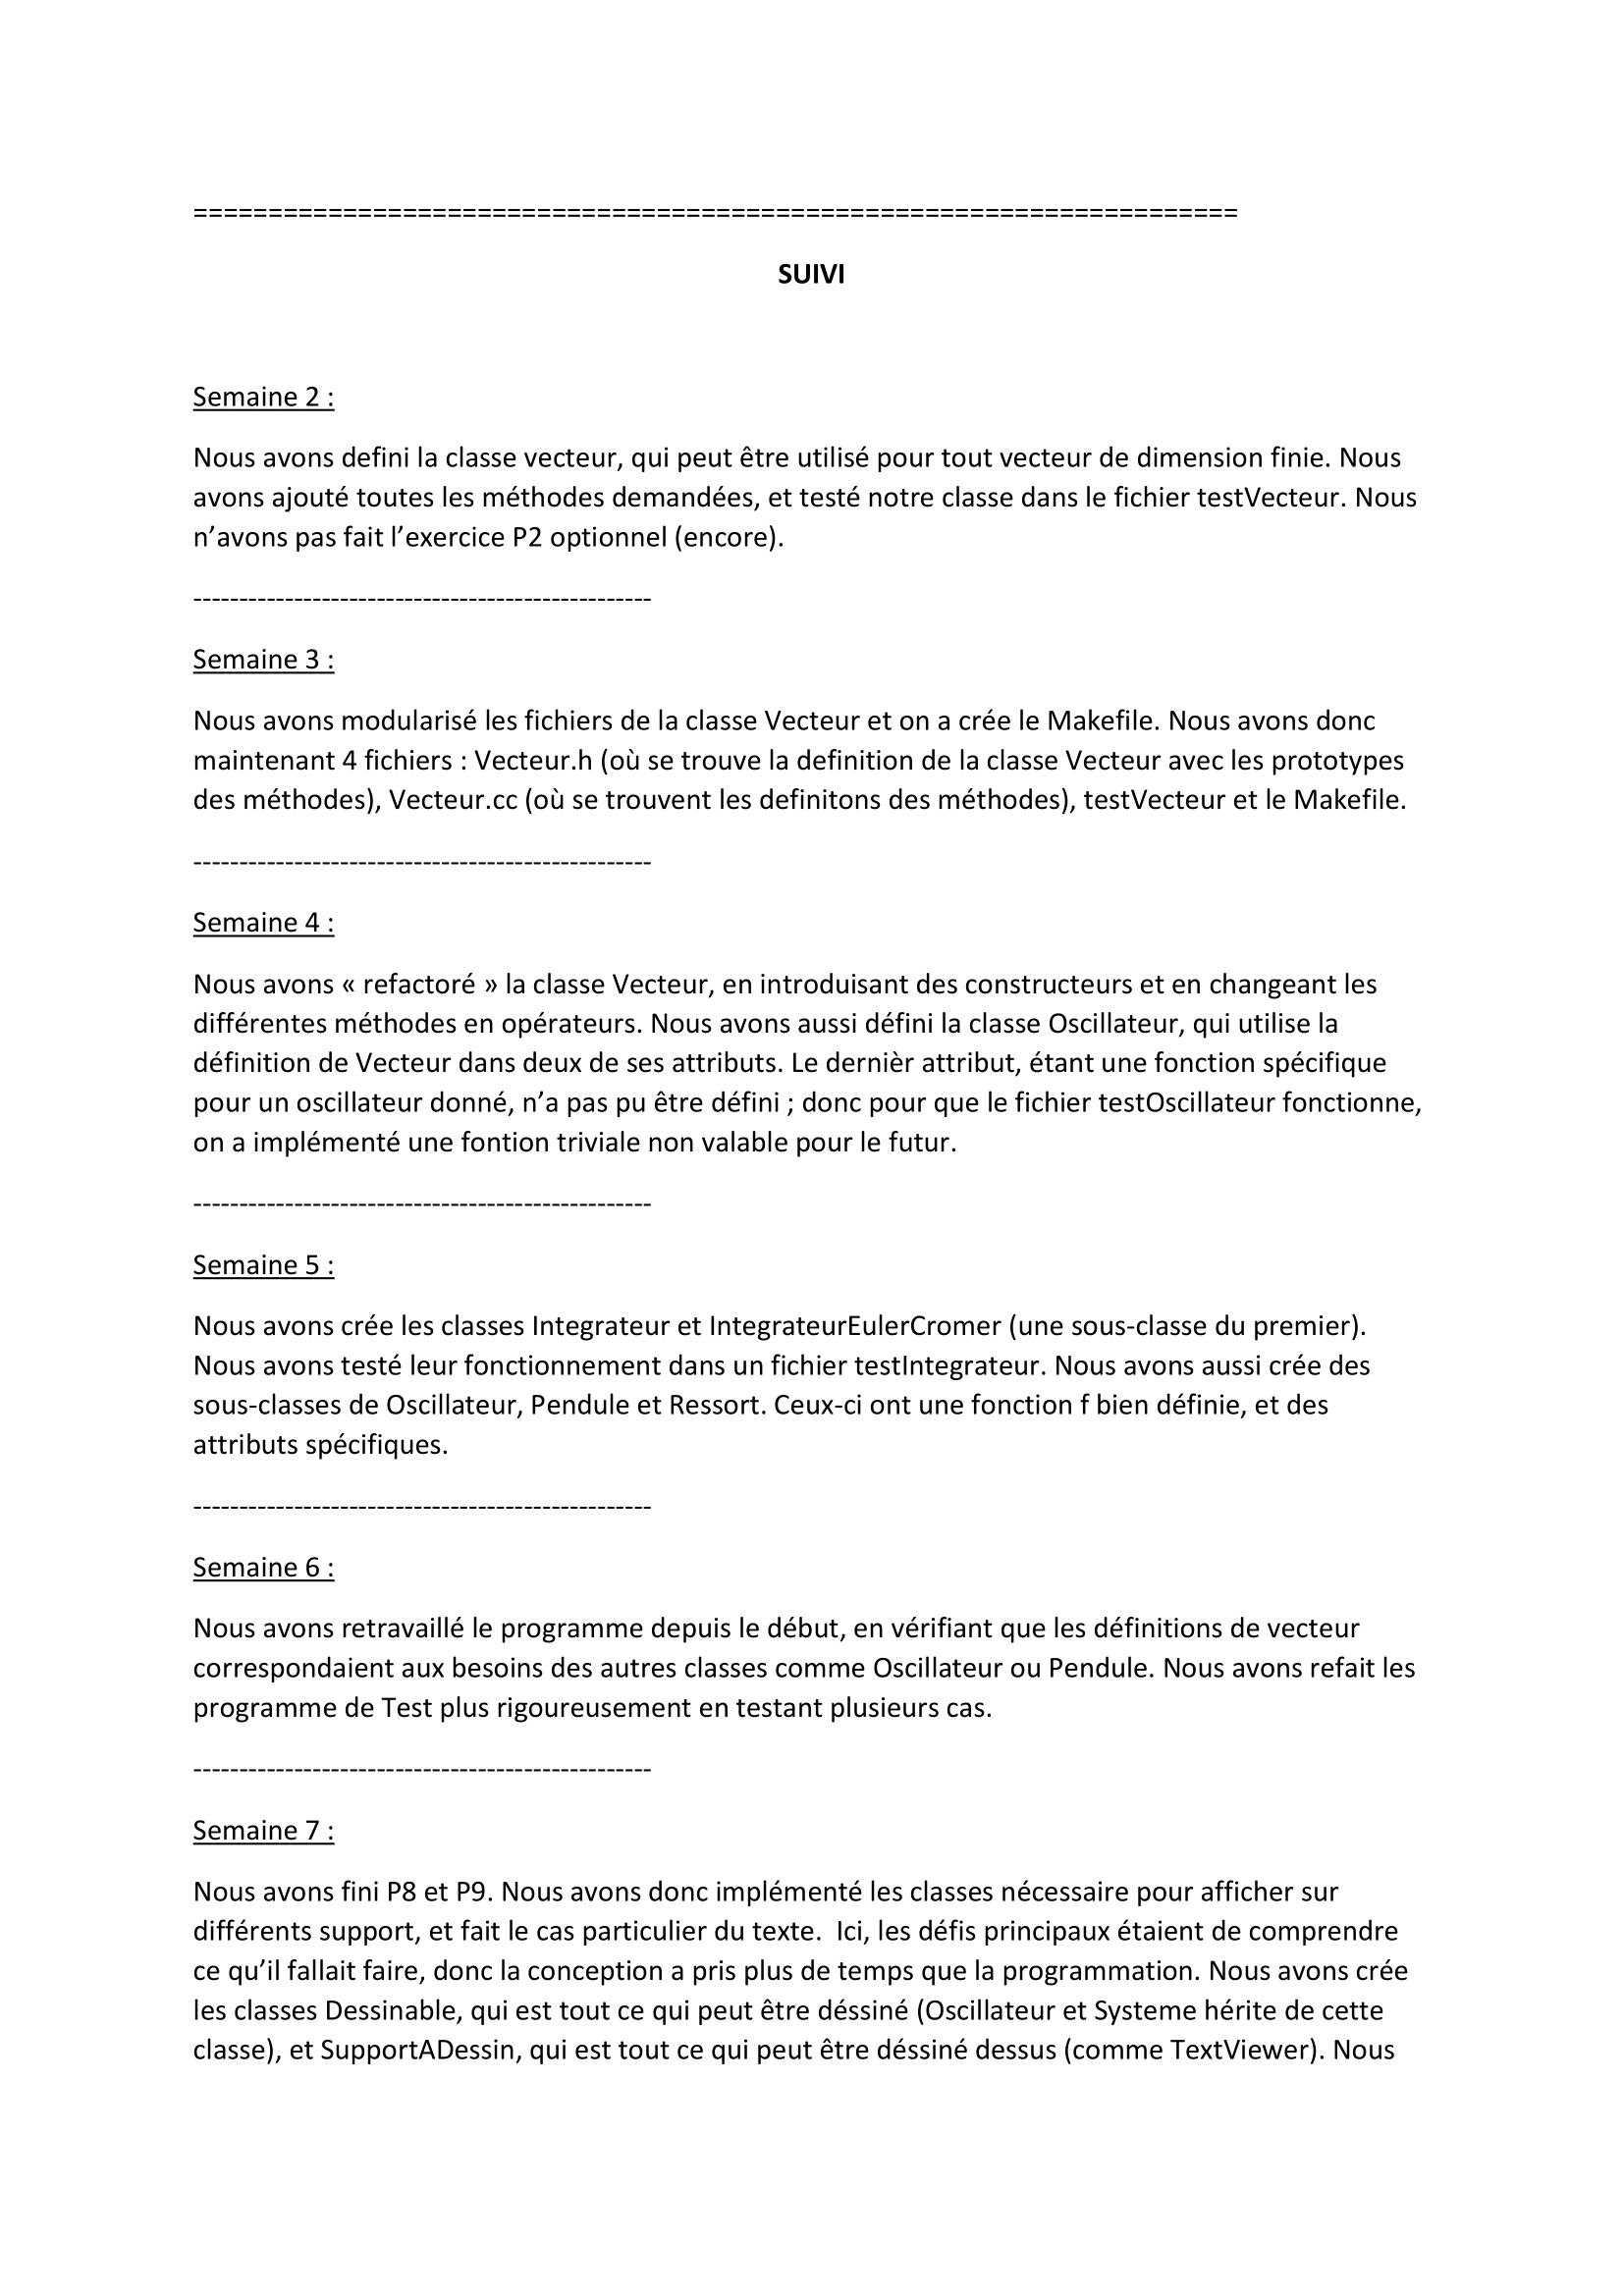 ======================================================================
SUIVI
Semaine 2 :
Nous avons defini la classe vecteur, qui peut être utilisé pour tout vecteur de dimension finie. Nous
avons ajouté toutes les méthodes demandées, et testé notre classe dans le fichier testVecteur. Nous
n’avons pas fait l’exercice P2 optionnel (encore).
--------------------------------------------------
Semaine 3 :
Nous avons modularisé les fichiers de la classe Vecteur et on a crée le Makefile. Nous avons donc
maintenant 4 fichiers : Vecteur.h (où se trouve la definition de la classe Vecteur avec les prototypes
des méthodes), Vecteur.cc (où se trouvent les definitons des méthodes), testVecteur et le Makefile.
--------------------------------------------------
Semaine 4 :
Nous avons « refactoré » la classe Vecteur, en introduisant des constructeurs et en changeant les
différentes méthodes en opérateurs. Nous avons aussi défini la classe Oscillateur, qui utilise la
définition de Vecteur dans deux de ses attributs. Le dernièr attribut, étant une fonction spécifique
pour un oscillateur donné, n’a pas pu être défini ; donc pour que le fichier testOscillateur fonctionne,
on a implémenté une fontion triviale non valable pour le futur.
--------------------------------------------------
Semaine 5 :
Nous avons crée les classes Integrateur et IntegrateurEulerCromer (une sous-classe du premier).
Nous avons testé leur fonctionnement dans un fichier testIntegrateur. Nous avons aussi crée des
sous-classes de Oscillateur, Pendule et Ressort. Ceux-ci ont une fonction f bien définie, et des
attributs spécifiques.
--------------------------------------------------
Semaine 6 :
Nous avons retravaillé le programme depuis le début, en vérifiant que les définitions de vecteur
correspondaient aux besoins des autres classes comme Oscillateur ou Pendule. Nous avons refait les
programme de Test plus rigoureusement en testant plusieurs cas.
--------------------------------------------------
Semaine 7 :
Nous avons fini P8 et P9. Nous avons donc implémenté les classes nécessaire pour afficher sur
différents support, et fait le cas particulier du texte.  Ici, les défis principaux étaient de comprendre
ce qu’il fallait faire, donc la conception a pris plus de temps que la programmation. Nous avons crée
les classes Dessinable, qui est tout ce qui peut être déssiné (Oscillateur et Systeme hérite de cette
classe), et SupportADessin, qui est tout ce qui peut être déssiné dessus (comme TextViewer). Nous